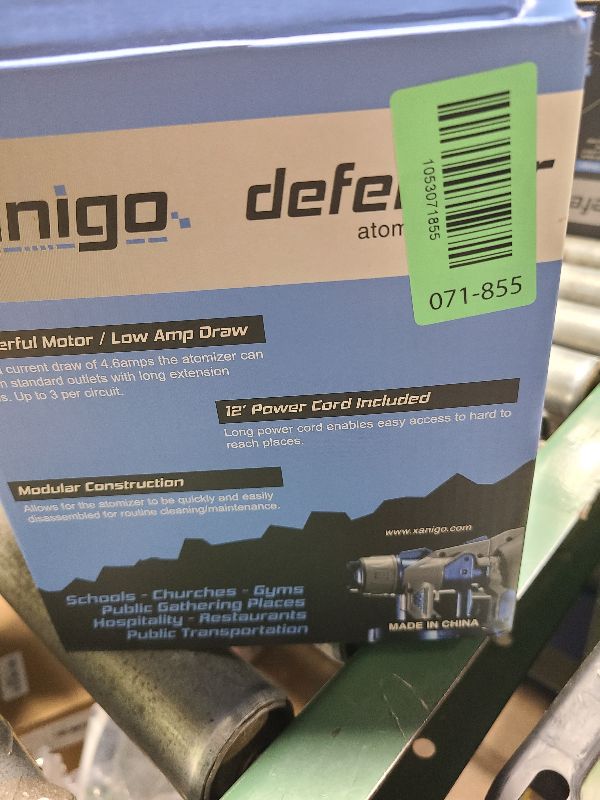 nigo
defe
atom
1053071855
071-855
erful Motor / Low Amp Draw
current draw of 4.6amps the atomizer can
n standard outlets with long extension
s. Up to 3 per circuit.
12' Power Cord Included
Long power cord enables easy access to hard to
reach places.
Modular Construction
Allows for the atomizer to be quickly and easily
disassembled for routine cleaning/maintenance.
www.xanigo.com
Schools - Churches - Gyms
Public Gathering Places
Hospitality - Restaurants
Public Transportation
MADE IN CHINA